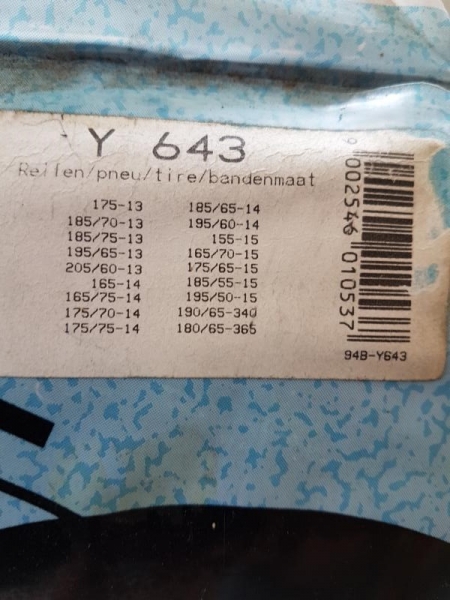 Y 643
Reifen/pneu/tire/bandenmaat
175-13 185/65-14
185/70-13 195/60-14
185/75-13 155-15
195/65-13 165/70-15
205/60-13 175/65-15
165-14 185/55-15
165/75-14 195/50-15
175/70-14 190/65-340
175/75-14 180/65-365
9 002546 010537
94B-Y643